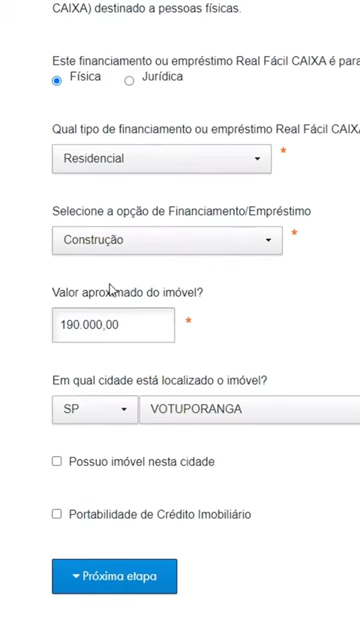 CAIXA) destinado a pessoas físicas.
Este financiamento ou empréstimo Real Fácil CAIXA é para
Física
Jurídica
Qual tipo de financiamento ou empréstimo Real Fácil CAIXA
Residencial
*
Selecione a opção de Financiamento/Empréstimo
Construção
*
Valor aproximado do imóvel?
190.000,00
*
Em qual cidade está localizado o imóvel?
SP
VOTUPORANGA
Possuo imóvel nesta cidade
Portabilidade de Crédito Imobiliário
Próxima etapa